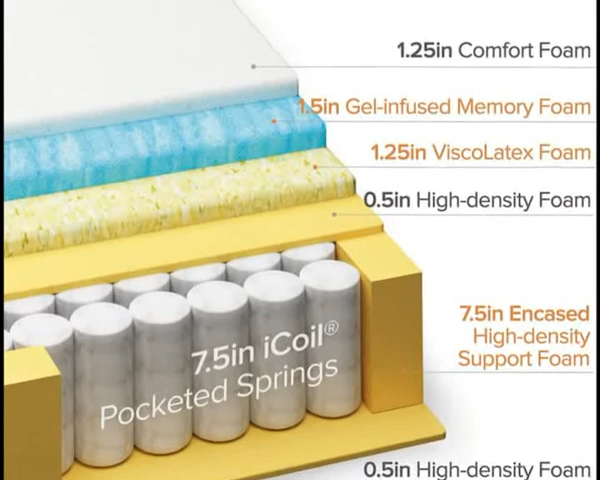 1.25in Comfort Foam
1.5in Gel-infused Memory Foam
1.25in ViscoLatex Foam
0.5in High-density Foam
7.5in Encased
High-density
Support Foam
7.5in iCoil®
Pocketed Springs
0.5in High-density Foam